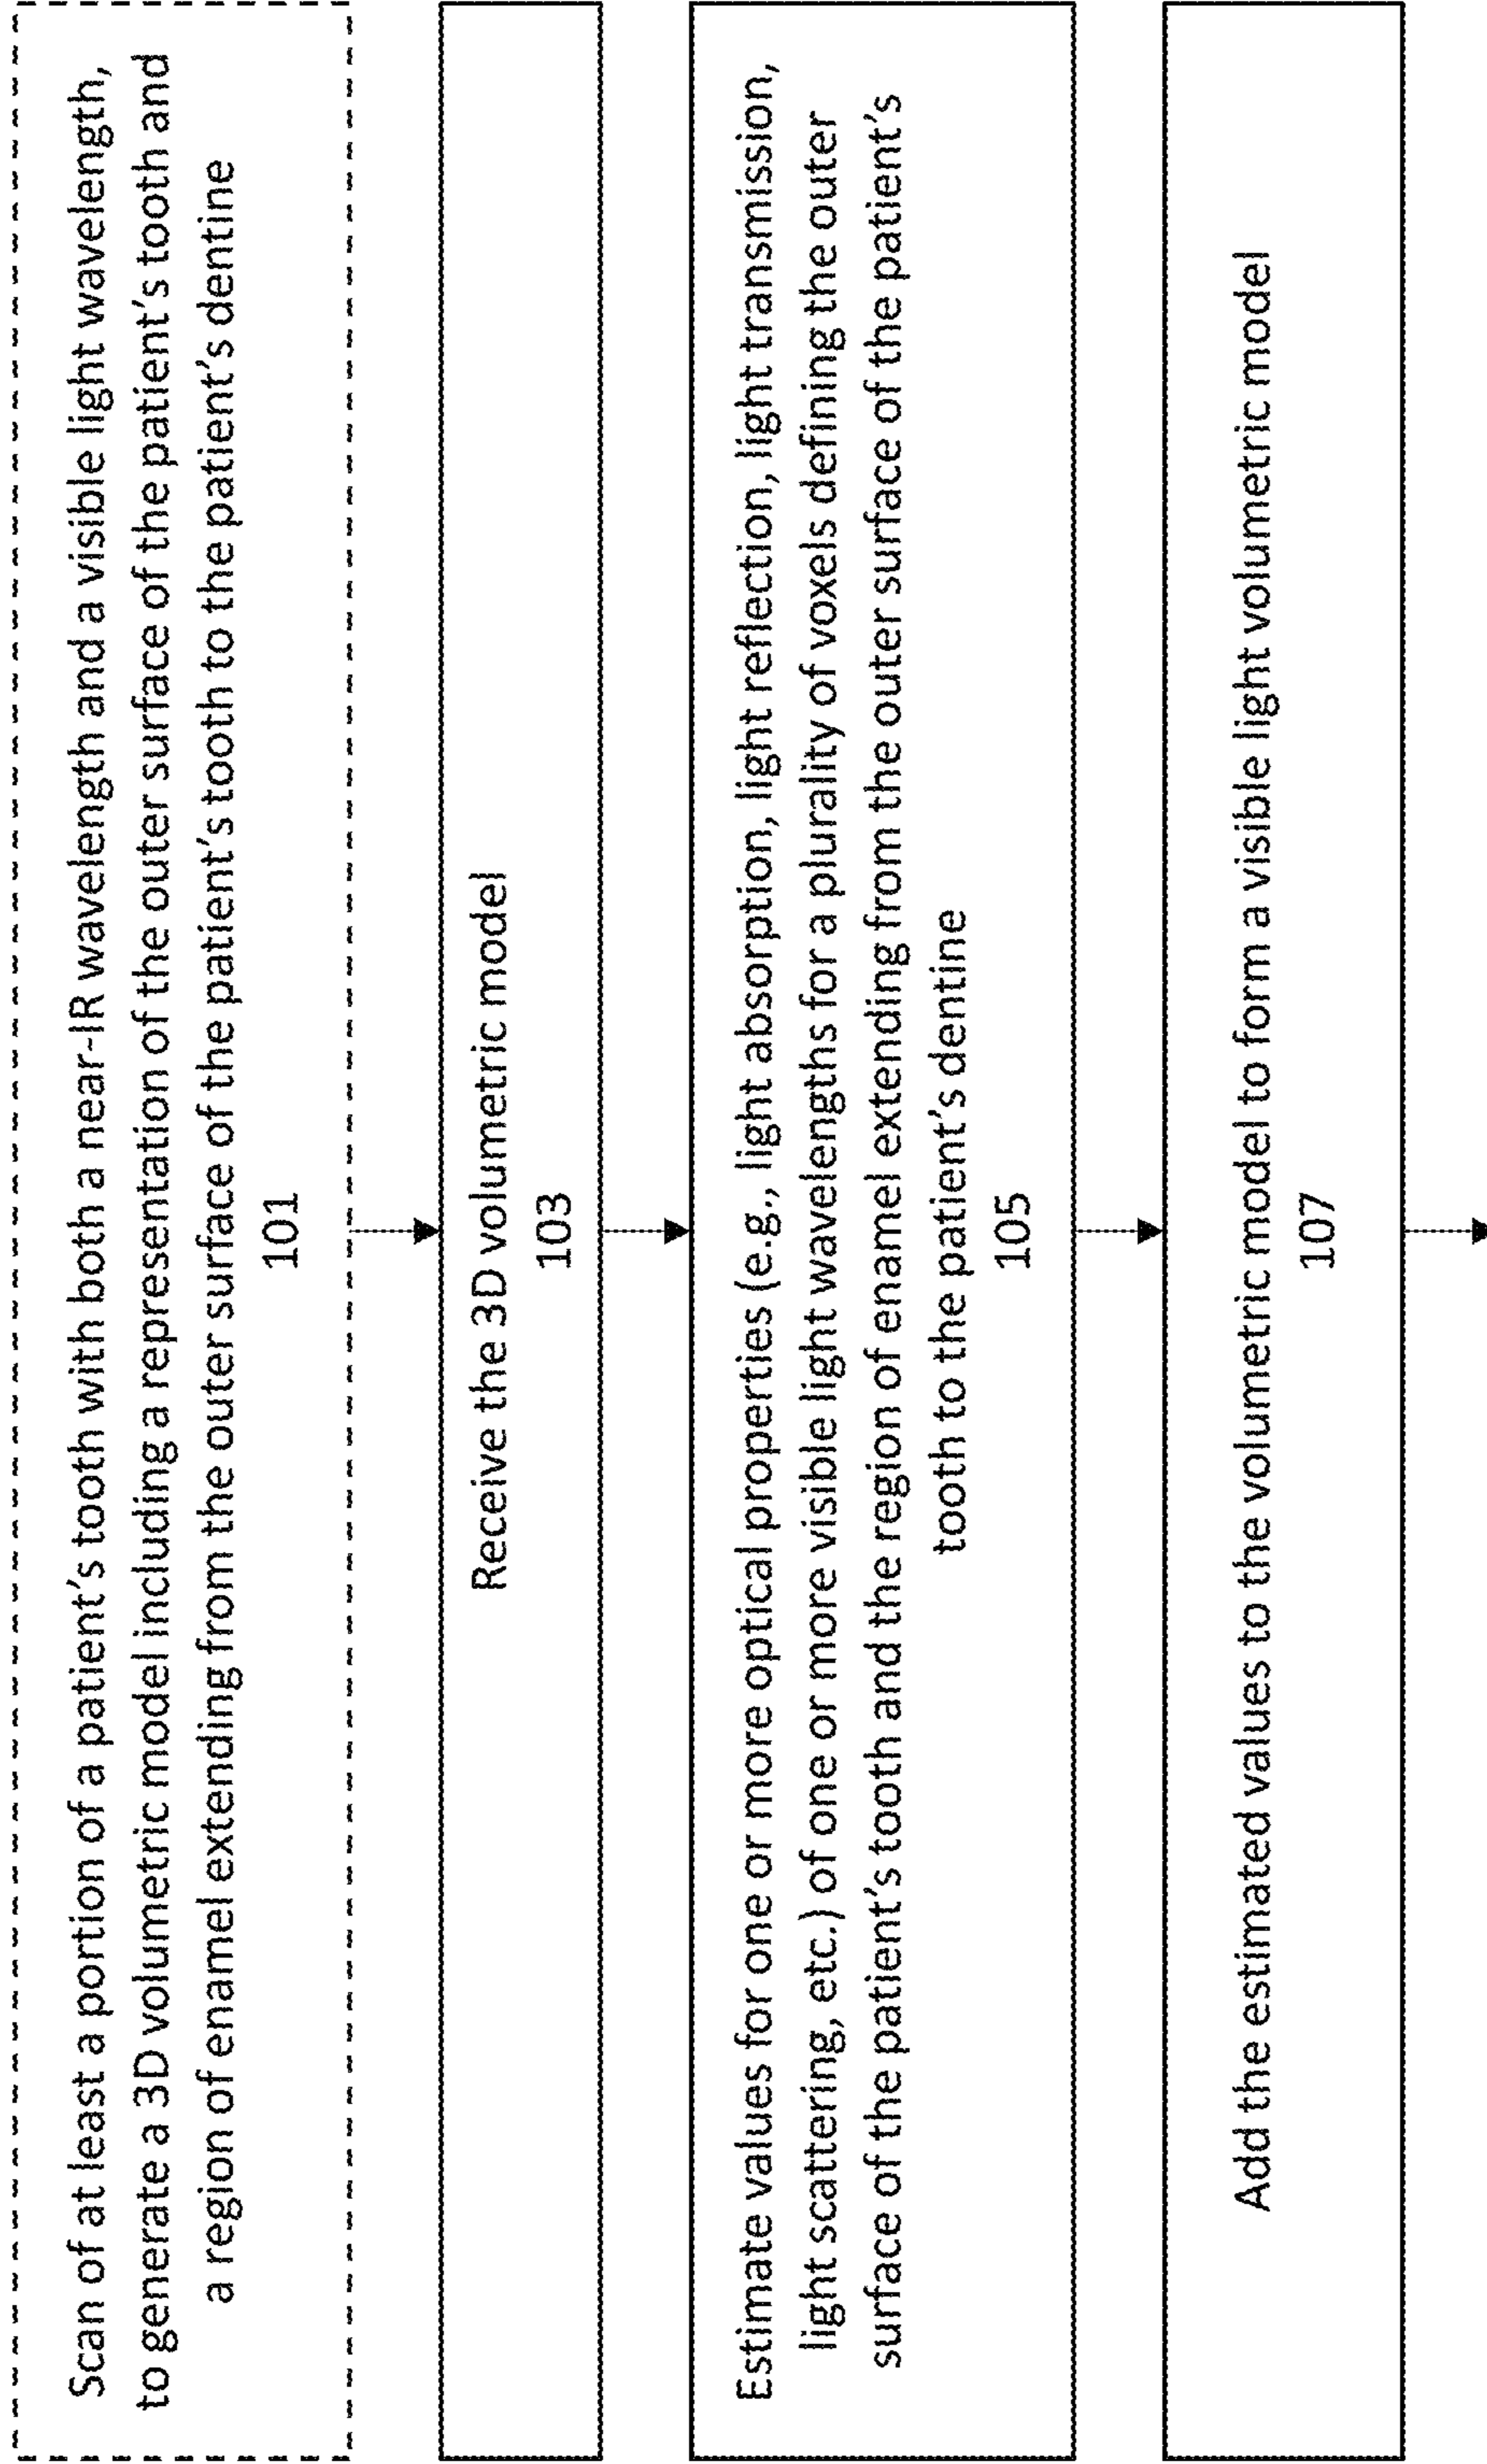 Scan of at least a portion of a patient's tooth with both a near-IR wavelength and a visible light wavelength,
to generate a 3D volumetric model including a representation of the outer surface of the patient's tooth and
a region of enamel extending from the outer surface of the patient's tooth to the patient's dentine
101
Receive the 3D volumetric model
103
Estimate values for one or more optical properties (e.g., light absorption, light reflection, light transmission,
light scattering, etc.) of one or more visible light wavelengths for a plurality of voxels defining the outer
surface of the patient's tooth and the region of enamel extending from the outer surface of the patient's
tooth to the patient's dentine
105
Add the estimated values to the volumetric model to form a visible light volumetric model
107